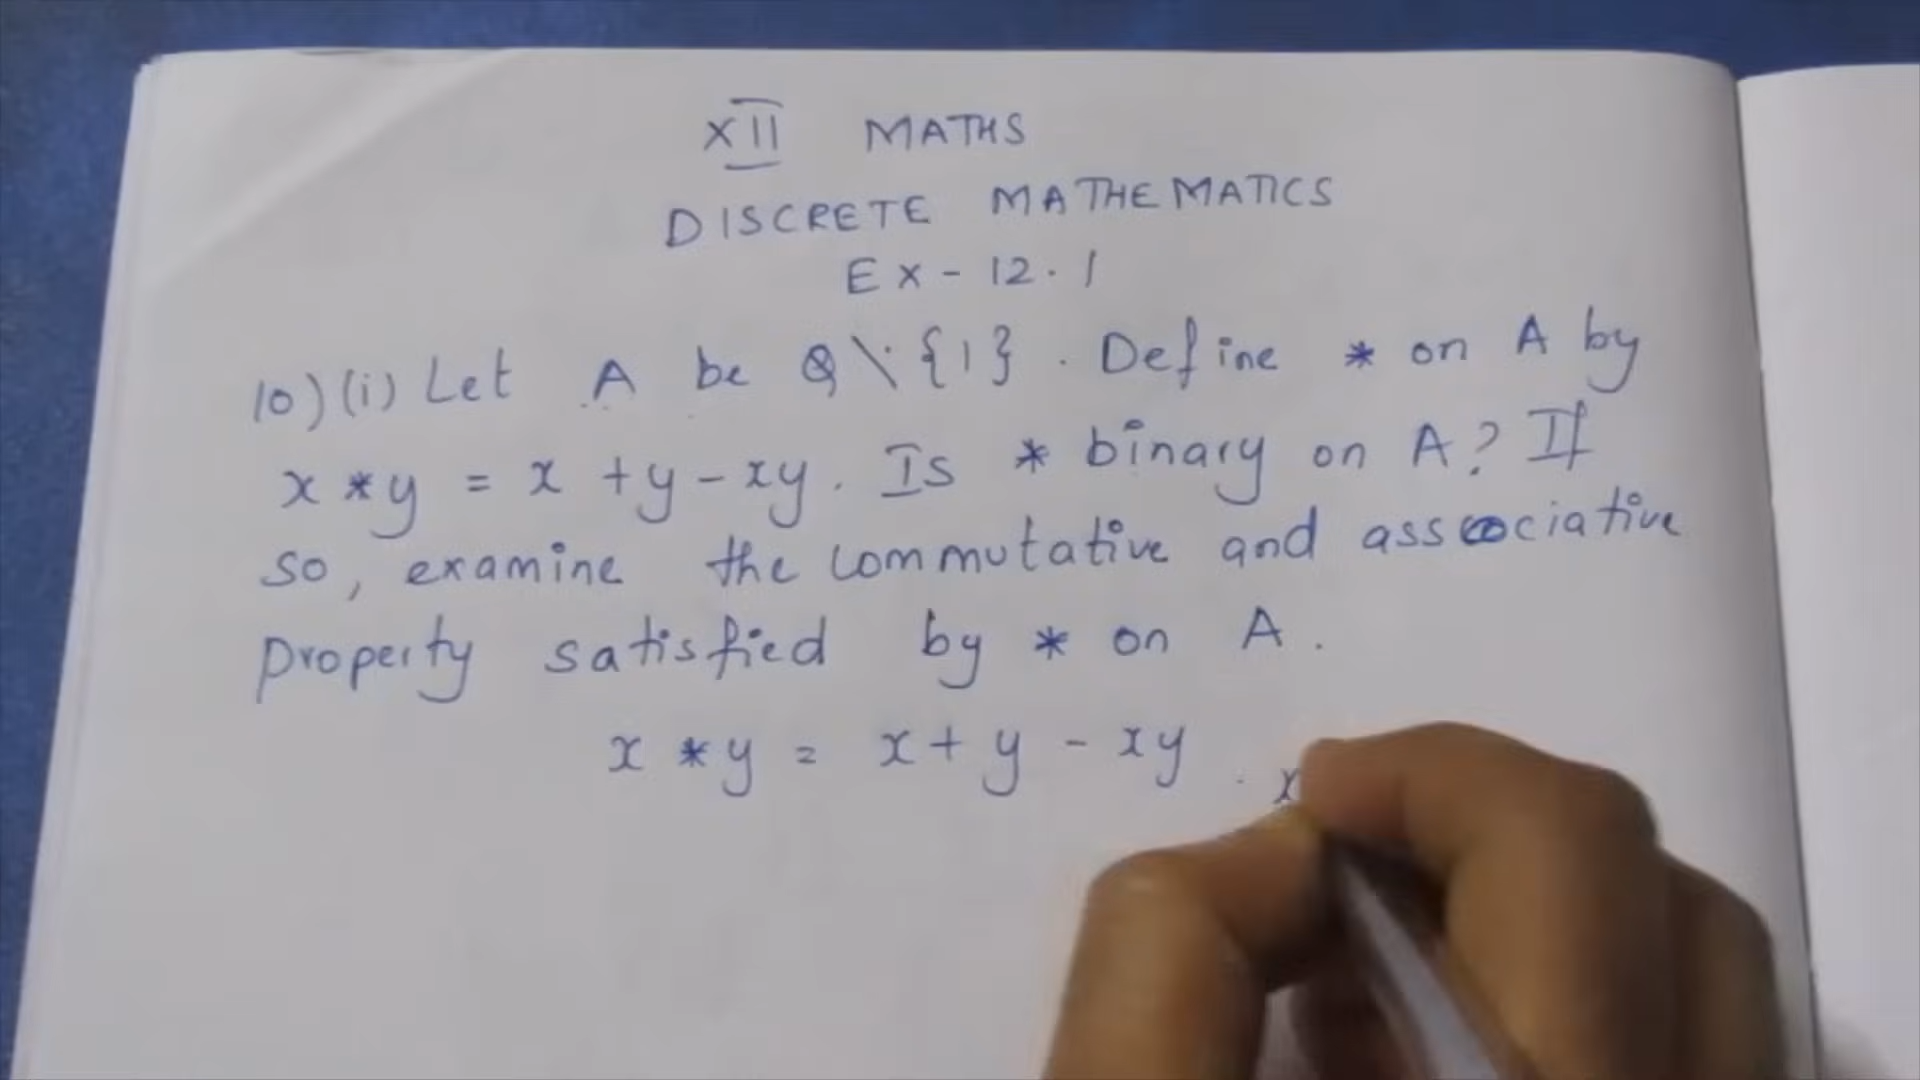 XII MATHS
DISCRETE MATHEMATICS
Ex - 12.1
10) (i) Let A be Q \ {1}. Define * on A by
x * y = x + y - xy. Is * binary on A? If
so, examine the commutative and associative
property satisfied by * on A.
x * y = x + y - xy . x